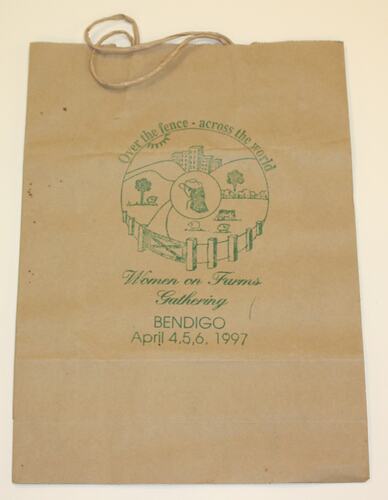 Over the fence - across the world
Women on Farms
Gathering
BENDIGO
April 4,5,6, 1997